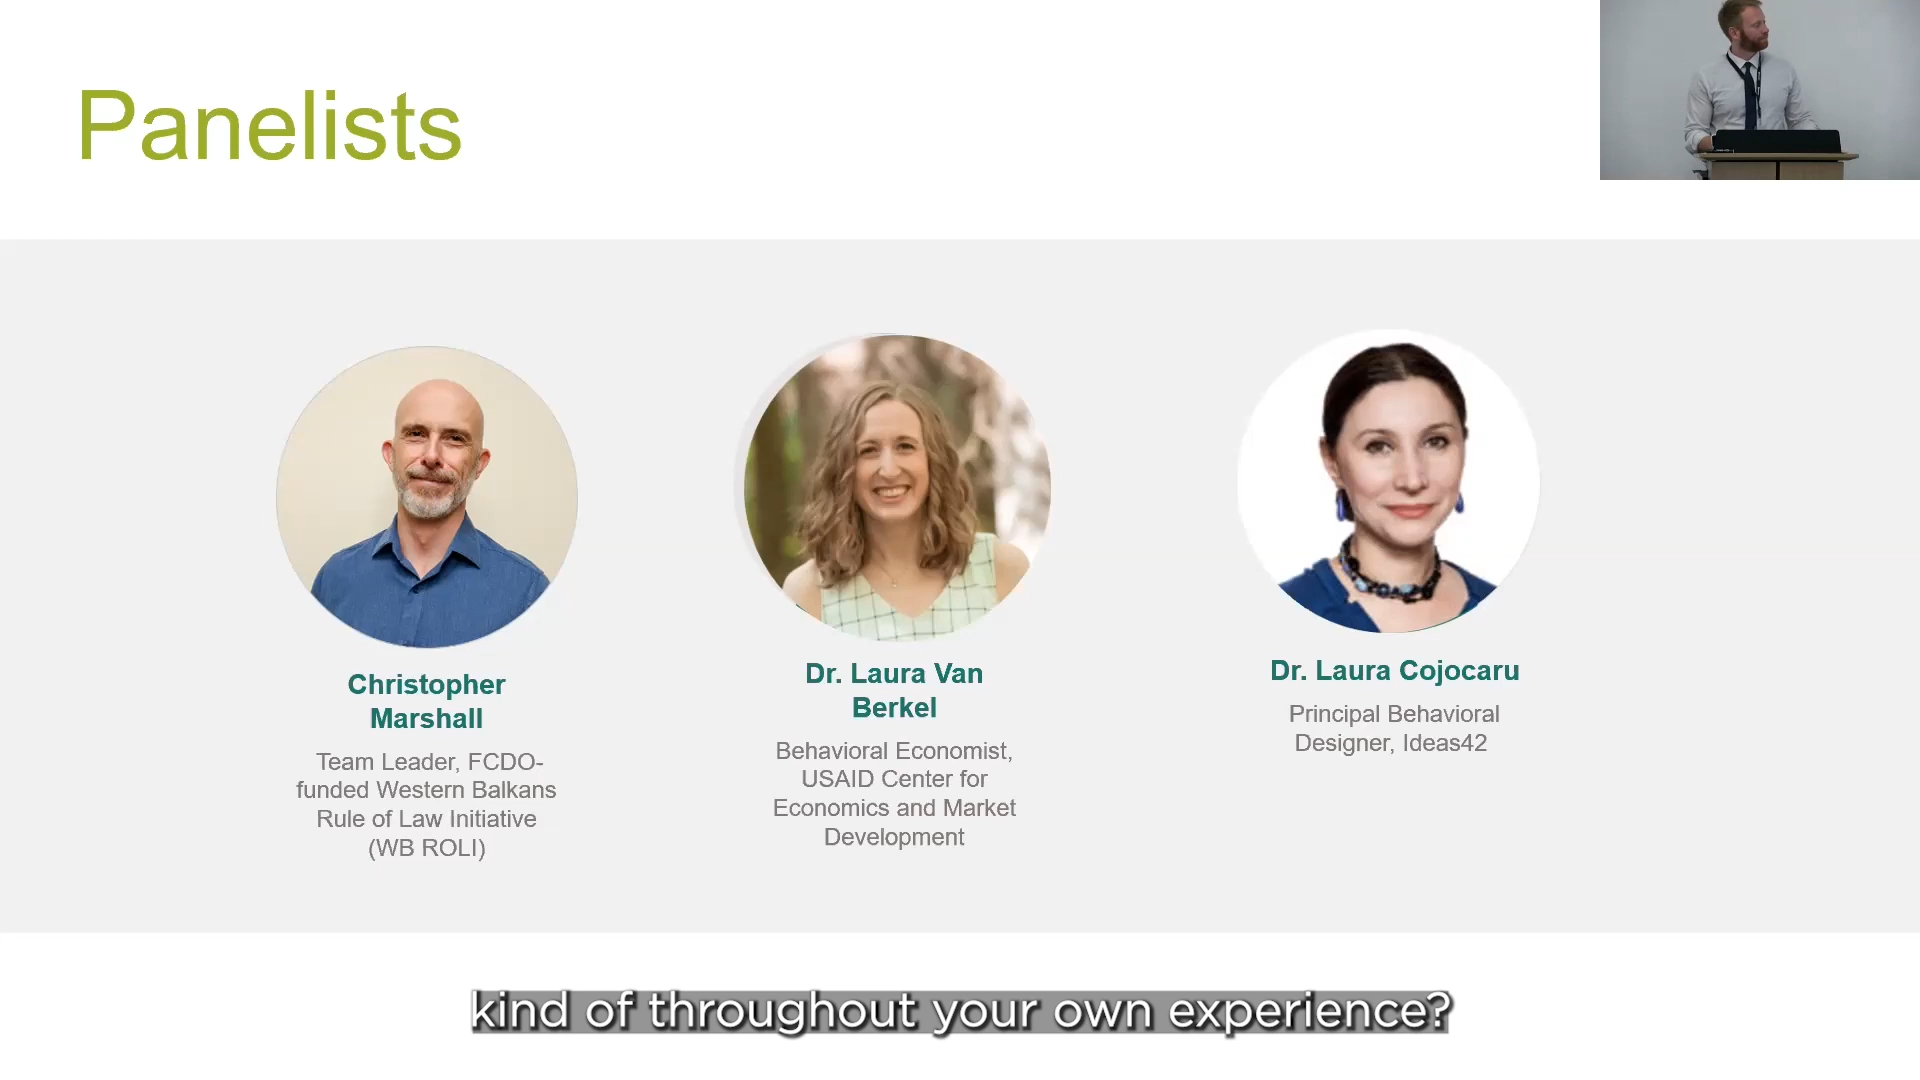 Panelists
Christopher
Marshall
Team Leader, FCDO-
funded Western Balkans
Rule of Law Initiative
(WB ROLI)
Dr. Laura Van
Berkel
Behavioral Economist,
USAID Center for
Economics and Market
Development
Dr. Laura Cojocaru
Principal Behavioral
Designer, Ideas42
kind of throughout your own experience?